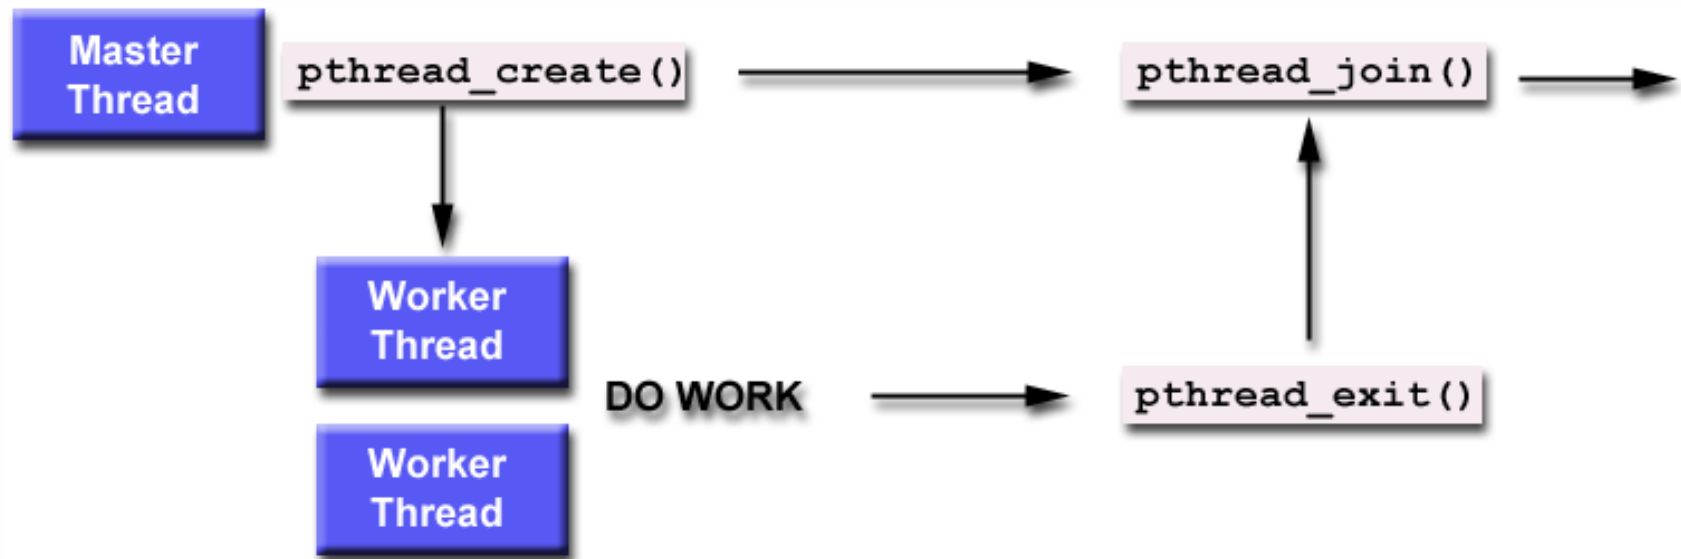 Master
Thread
pthread_create()
pthread_join()
Worker
Thread
DO WORK
pthread_exit()
Worker
Thread